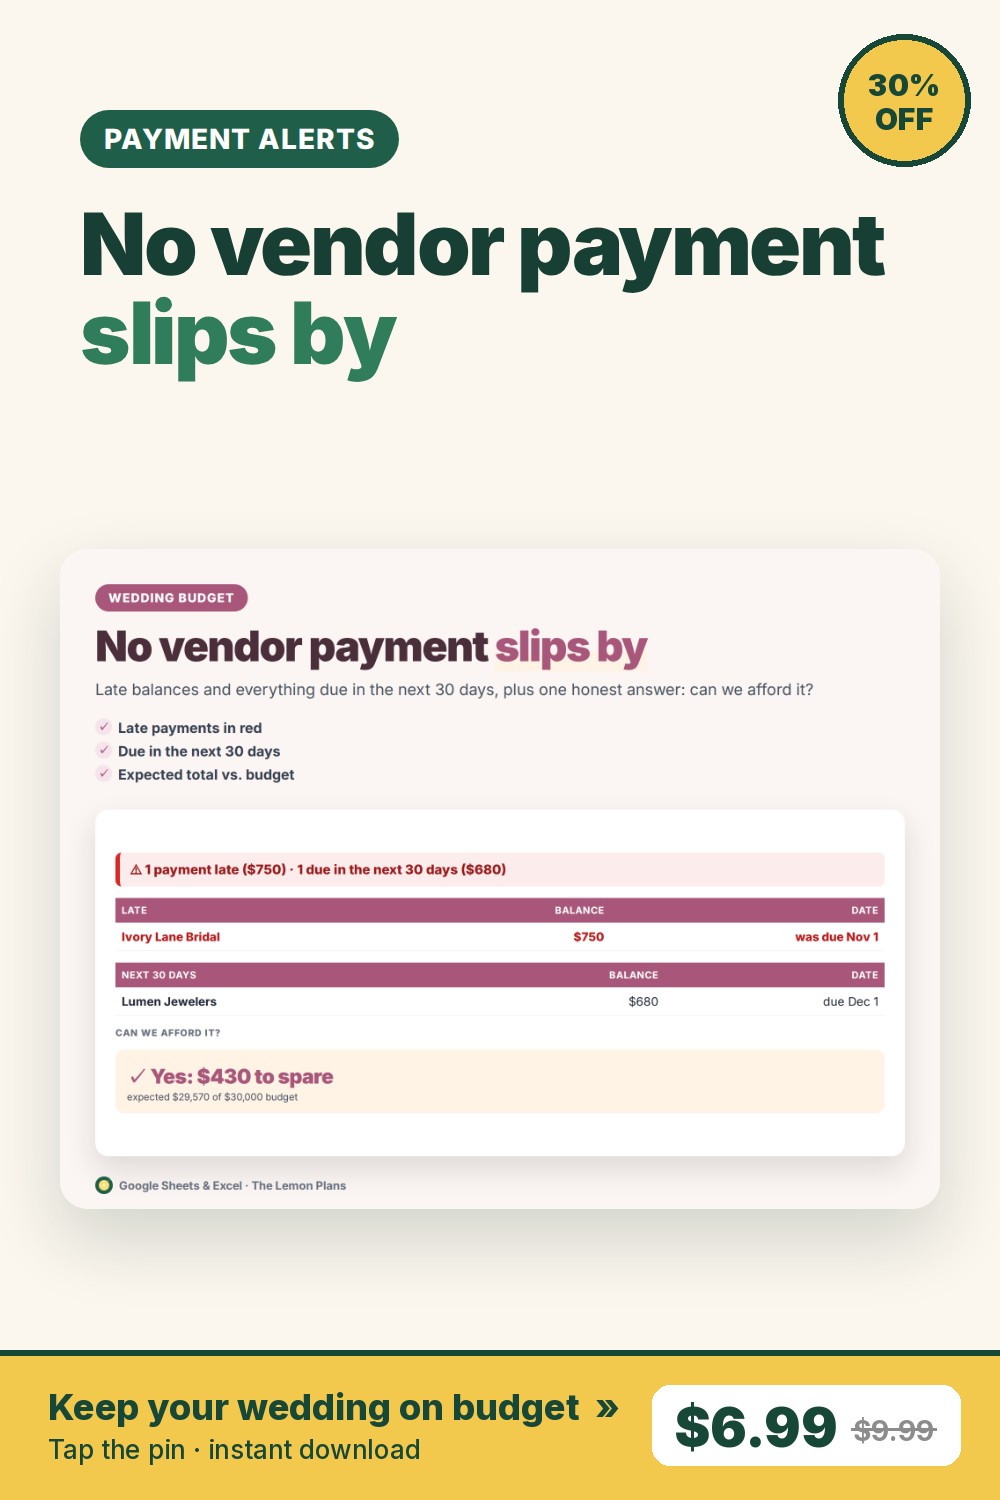 30%
OFF
PAYMENT ALERTS
No vendor payment
slips by
WEDDING BUDGET
No vendor payment slips by
Late balances and everything due in the next 30 days, plus one honest answer: can we afford it?
✓ Late payments in red
✓ Due in the next 30 days
✓ Expected total vs. budget
⚠ 1 payment late ($750) · 1 due in the next 30 days ($680)
LATE BALANCE DATE
Ivory Lane Bridal $750 was due Nov 1
NEXT 30 DAYS BALANCE DATE
Lumen Jewelers $680 due Dec 1
CAN WE AFFORD IT?
✓ Yes: $430 to spare
expected $29,570 of $30,000 budget
Google Sheets & Excel · The Lemon Plans
Keep your wedding on budget »
Tap the pin · instant download
$6.99 $9.99